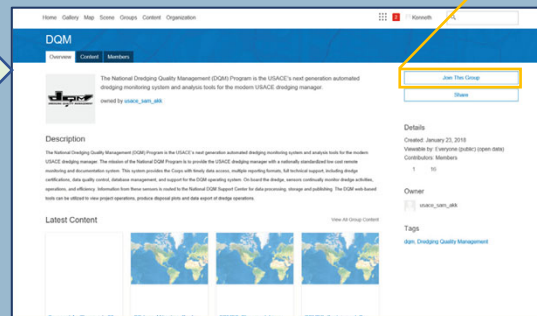 Home Gallery Map Scene Groups Content Organization
2 Kenneth
DQM
Overview Content Members
The National Dredging Quality Management (DQM) Program is the USACE's next generation automated
dredging monitoring system and analysis tools for the modern USACE dredging manager.
owned by usace_sam_akk
DQM
Join This Group
Share
Description
The National Dredging Quality Management (DQM) Program is the USACE's next generation automated dredging monitoring system and analysis tools for the modern
USACE dredging manager. The mission of the National DQM Program is to provide the USACE dredging manager with a nationally standardized low cost remote
monitoring and documentation system. This system provides the Corps with timely data access, multiple reporting formats, full technical support, including dredge
certifications, data quality control, database management, and support for the DQM operating system. On board the dredge, sensors continually monitor dredge activities,
operations, and efficiency. Information from these sensors is routed to the National DQM Support Center for data processing, storage and publishing. The DQM web based
tools can be utilized to view project operations, produce disposal plots and data export of dredge operations.
Details
Created: January 23, 2018
Viewable by: Everyone (public) (open data)
Contributors: Members
1 16
Owner
usace_sam_akk
Tags
dqm, Dredging Quality Management
Latest Content
View All Group Content